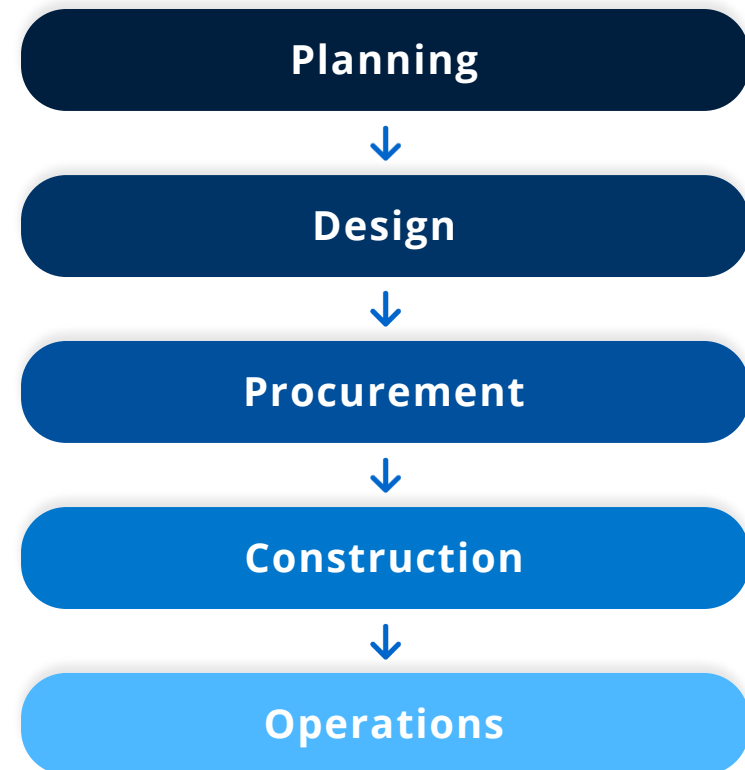 Planning
Design
Procurement
Construction
Operations